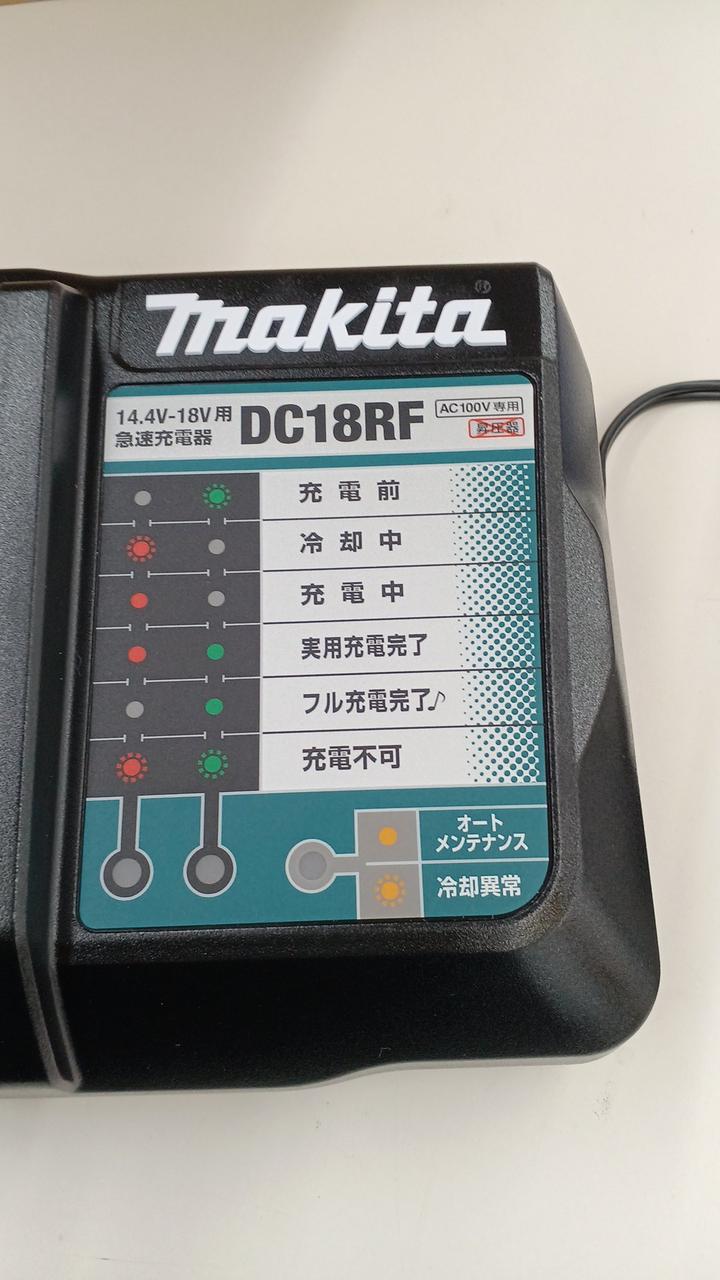 makita®
14.4V-18V用
急速充電器
DC18RF
AC100V専用
昇圧器
充電前
冷却中
充電中
実用充電完了
フル充電完了♪
充電不可
オート
メンテナンス
冷却異常